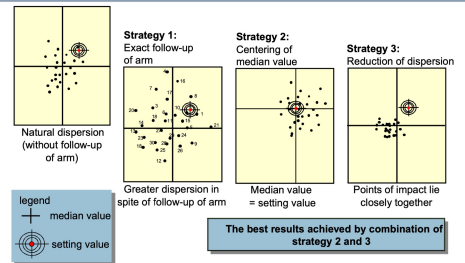 Strategy 1:
Exact follow-up
of arm
Strategy 2:
Centering of
median value
Strategy 3:
Reduction of dispersion
Natural dispersion
(without follow-up
of arm)
Greater dispersion in
spite of follow-up of arm
Median value
= setting value
Points of impact lie
closely together
legend
median value
setting value
The best results achieved by combination of
strategy 2 and 3